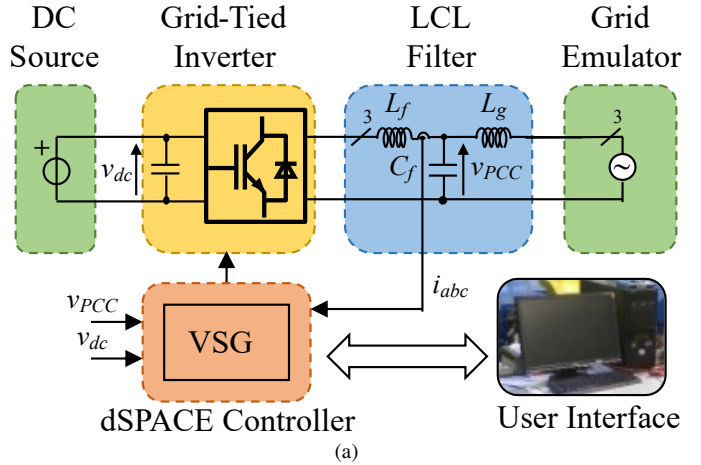 DC
Source
Grid-Tied
Inverter
LCL
Filter
Grid
Emulator
3
L_f
L_g
3
+
v_dc
C_f
v_PCC
~
i_abc
v_PCC
v_dc
VSG
dSPACE Controller
User Interface
(a)